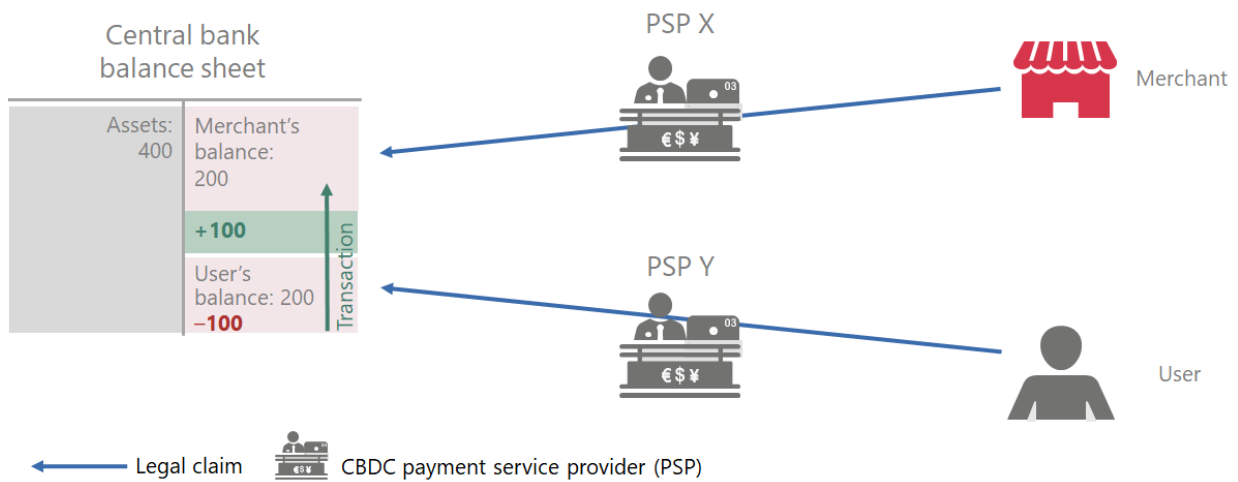 Central bank
balance sheet
Assets:
400
Merchant's
balance:
200
+100
User's
balance: 200
–100
Transaction
PSP X
03
€$¥
Merchant
PSP Y
03
€$¥
User
Legal claim
€$¥
CBDC payment service provider (PSP)